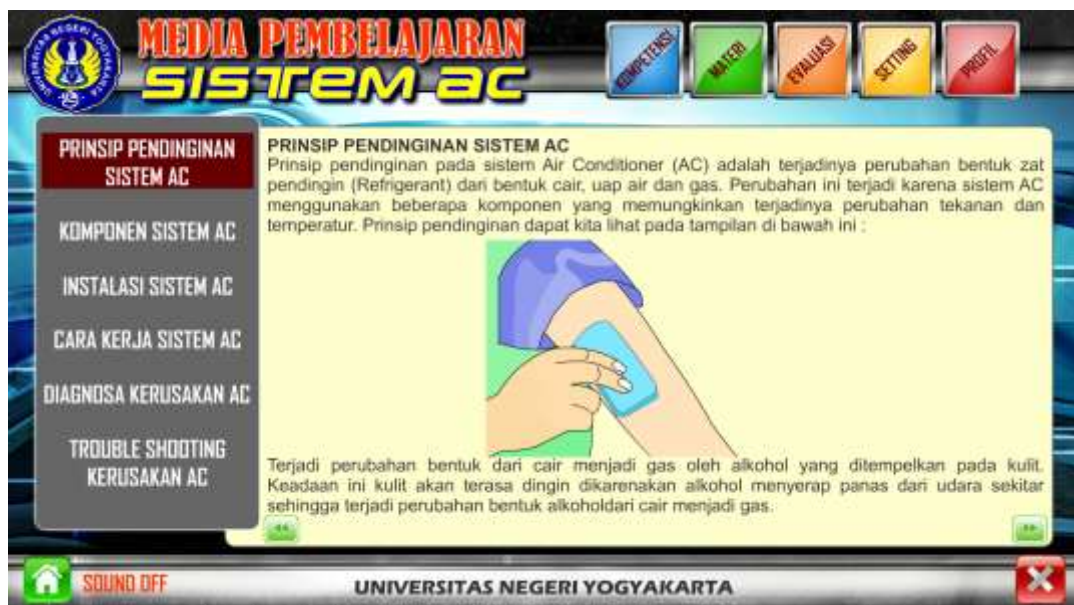 UNIVERSITAS NEGERI YOGYAKARTA
MEDIA PEMBELAJARAN
SISTEM AC
KOMPETENSI
MATERI
EVALUASI
SETTING
PROFIL
PRINSIP PENDINGINAN
SISTEM AC
KOMPONEN SISTEM AC
INSTALASI SISTEM AC
CARA KERJA SISTEM AC
DIAGNOSA KERUSAKAN AC
TROUBLE SHOOTING
KERUSAKAN AC
PRINSIP PENDINGINAN SISTEM AC
Prinsip pendinginan pada sistem Air Conditioner (AC) adalah terjadinya perubahan bentuk zat
pendingin (Refrigerant) dari bentuk cair, uap air dan gas. Perubahan ini terjadi karena sistem AC
menggunakan beberapa komponen yang memungkinkan terjadinya perubahan tekanan dan
temperatur. Prinsip pendinginan dapat kita lihat pada tampilan di bawah ini :
Terjadi perubahan bentuk dari cair menjadi gas oleh alkohol yang ditempelkan pada kulit.
Keadaan ini kulit akan terasa dingin dikarenakan alkohol menyerap panas dari udara sekitar
sehingga terjadi perubahan bentuk alkoholdari cair menjadi gas.
SOUND OFF
UNIVERSITAS NEGERI YOGYAKARTA